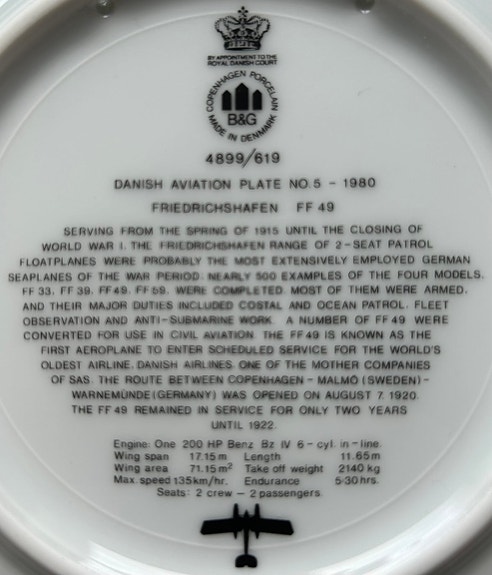 BY APPOINTMENT TO THE
ROYAL DANISH COURT
COPENHAGEN PORCELAIN
B&G
MADE IN DENMARK
4899/619
DANISH AVIATION PLATE NO. 5 - 1980
FRIEDRICHSHAFEN FF 49
SERVING FROM THE SPRING OF 1915 UNTIL THE CLOSING OF
WORLD WAR I. THE FRIEDRICHSHAFEN RANGE OF 2-SEAT PATROL
FLOATPLANES WERE PROBABLY THE MOST EXTENSIVELY EMPLOYED GERMAN
SEAPLANES OF THE WAR PERIOD. NEARLY 500 EXAMPLES OF THE FOUR MODELS.
FF 33, FF 39, FF 49, FF 59, WERE COMPLETED. MOST OF THEM WERE ARMED,
AND THEIR MAJOR DUTIES INCLUDED COSTAL AND OCEAN PATROL, FLEET
OBSERVATION AND ANTI-SUBMARINE WORK. A NUMBER OF FF 49 WERE
CONVERTED FOR USE IN CIVIL AVIATION. THE FF 49 IS KNOWN AS THE
FIRST AEROPLANE TO ENTER SCHEDULED SERVICE FOR THE WORLD'S
OLDEST AIRLINE, DANISH AIRLINES, ONE OF THE MOTHER COMPANIES
OF SAS. THE ROUTE BETWEEN COPENHAGEN - MALMÖ (SWEDEN) -
WARNEMÜNDE (GERMANY) WAS OPENED ON AUGUST 7, 1920.
THE FF 49 REMAINED IN SERVICE FOR ONLY TWO YEARS
UNTIL 1922.
Engine: One 200 HP Benz Bz IV 6-cyl. in-line.
Wing span 17.15 m Length 11.65 m
Wing area 71.15 m² Take off weight 2140 kg
Max. speed 135 km/hr. Endurance 5:30 hrs.
Seats: 2 crew - 2 passengers.